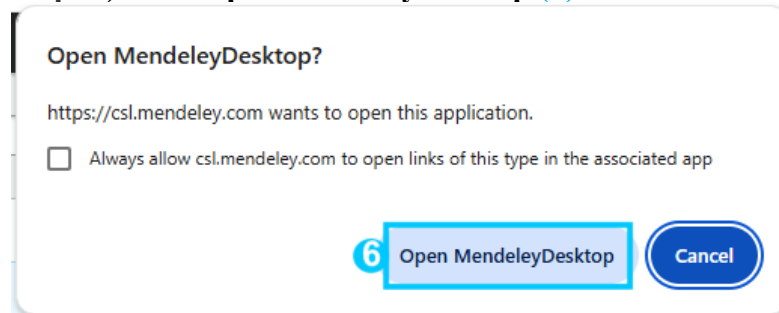 Open MendeleyDesktop?
https://csl.mendeley.com wants to open this application.
Always allow csl.mendeley.com to open links of this type in the associated app
6 Open MendeleyDesktop Cancel